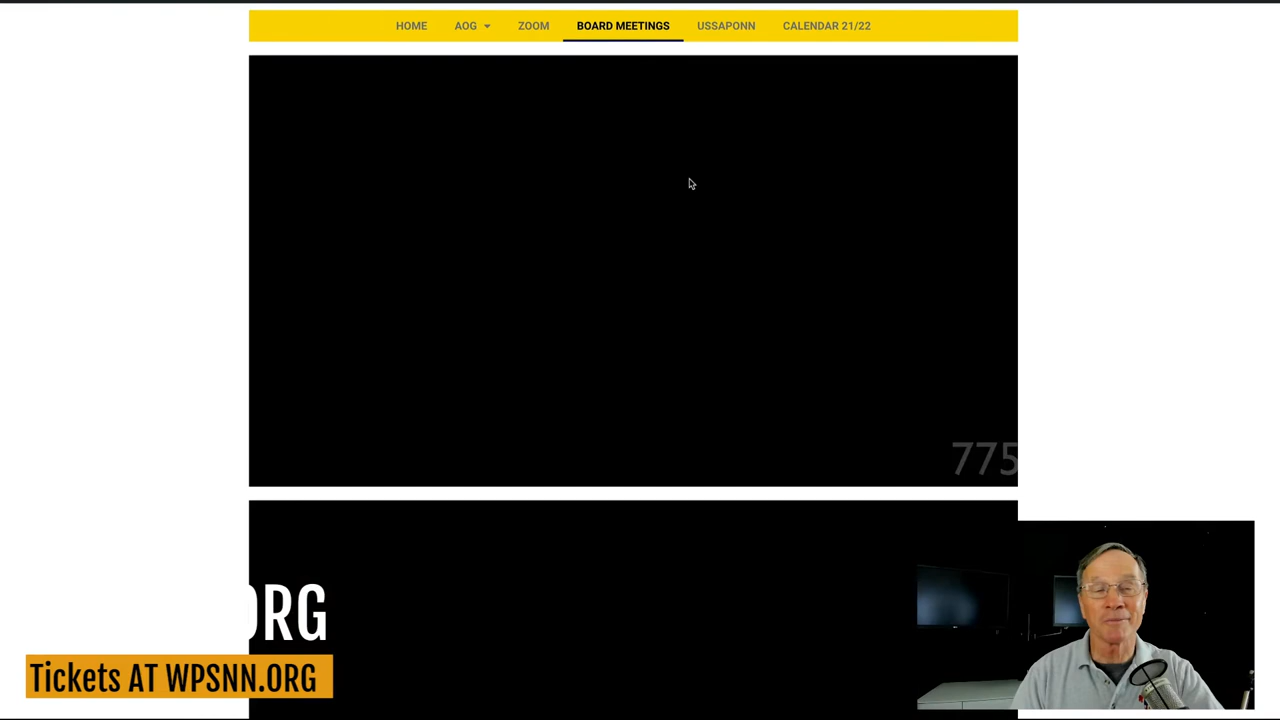 HOME AOG ZOOM BOARD MEETINGS USSAPONN CALENDAR 21/22
775
ORG
Tickets AT WPSNN.ORG